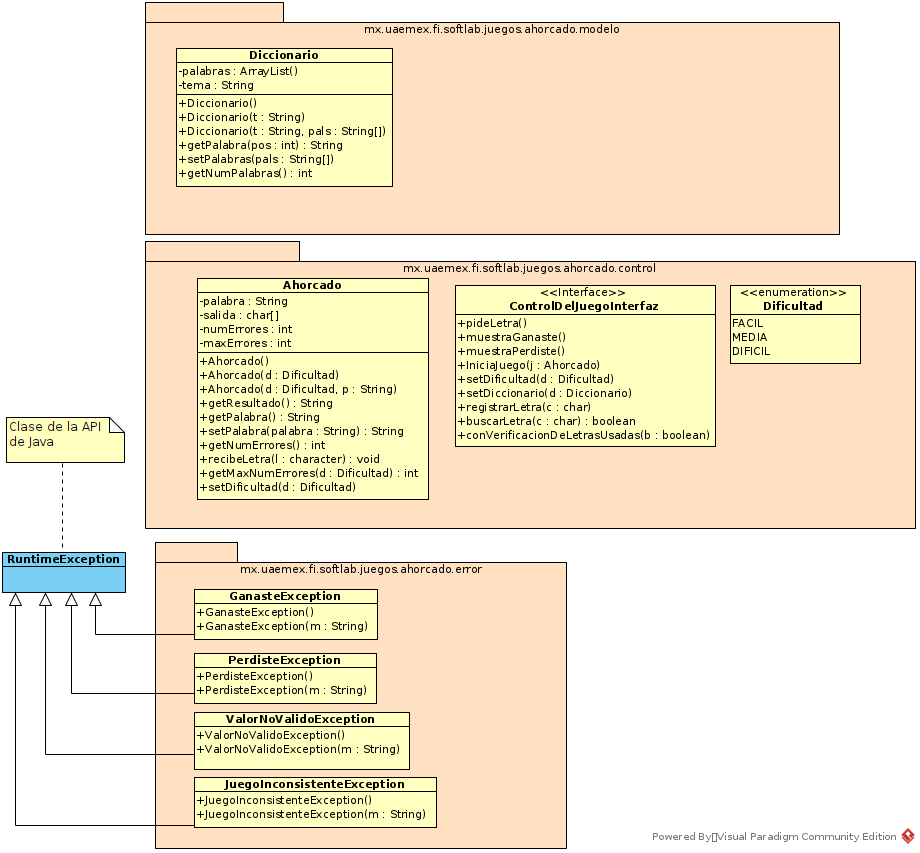 mx.uaemex.fi.softlab.juegos.ahorcado.modelo
Diccionario
-palabras : ArrayList()
-tema : String
+Diccionario()
+Diccionario(t : String)
+Diccionario(t : String, pals : String[])
+getPalabra(pos : int) : String
+setPalabras(pals : String[])
+getNumPalabras() : int
mx.uaemex.fi.softlab.juegos.ahorcado.control
Ahorcado
-palabra : String
-salida : char[]
-numErrores : int
-maxErrores : int
+Ahorcado()
+Ahorcado(d : Dificultad)
+Ahorcado(d : Dificultad, p : String)
+getResultado() : String
+getPalabra() : String
+setPalabra(palabra : String) : String
+getNumErrores() : int
+recibeLetra(l : character) : void
+getMaxNumErrores(d : Dificultad) : int
+setDificultad(d : Dificultad)
<<Interface>>
ControlDelJuegoInterfaz
+pideLetra()
+muestraGanaste()
+muestraPerdiste()
+IniciaJuego(j : Ahorcado)
+setDificultad(d : Dificultad)
+setDiccionario(d : Diccionario)
+registrarLetra(c : char)
+buscarLetra(c : char) : boolean
+conVerificacionDeLetrasUsadas(b : boolean)
<<enumeration>>
Dificultad
FACIL
MEDIA
DIFICIL
Clase de la API
de Java
RuntimeException
mx.uaemex.fi.softlab.juegos.ahorcado.error
GanasteException
+GanasteException()
+GanasteException(m : String)
PerdisteException
+PerdisteException()
+PerdisteException(m : String)
ValorNoValidoException
+ValorNoValidoException()
+ValorNoValidoException(m : String)
JuegoInconsistenteException
+JuegoInconsistenteException()
+JuegoInconsistenteException(m : String)
Powered By▯Visual Paradigm Community Edition